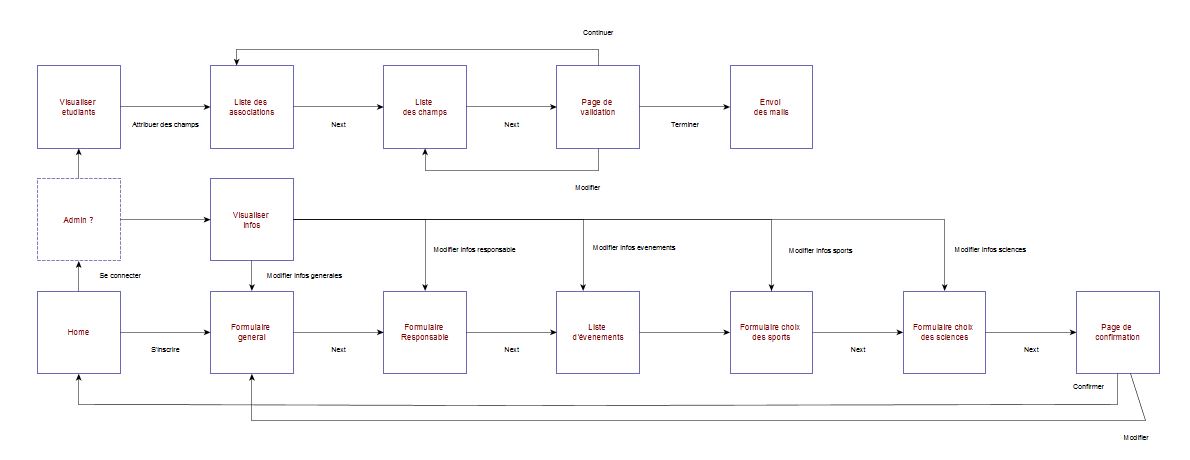 Continuer
Visualiser
etudiants
Liste des
associations
Liste
des champs
Page de
validation
Envoi
des mails
Attribuer des champs
Next
Next
Terminer
Modifier
Admin ?
Visualiser
infos
Modifier infos responsable
Modifier infos evenements
Modifier infos sports
Modifier infos sciences
Se connecter
Modifier infos generales
Home
Formulaire
general
Formulaire
Responsable
Liste
d'évenements
Formulaire choix
des sports
Formulaire choix
des sciences
Page de
confirmation
S'inscrire
Next
Next
Next
Next
Confirmer
Modifier